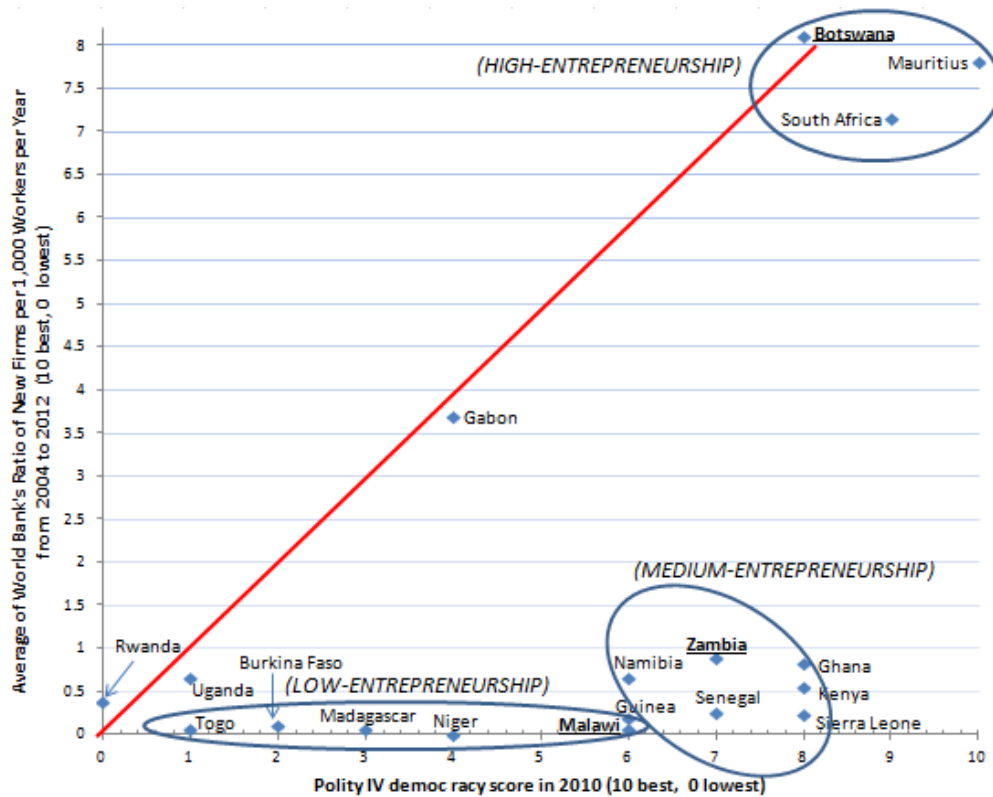 Average of World Bank's Ratio of New Firms per 1,000 Workers per Year
from 2004 to 2012 (10 best, 0 lowest)
8
7.5
7
6.5
6
5.5
5
4.5
4
3.5
3
2.5
2
1.5
1
0.5
0
Botswana
(HIGH-ENTREPRENEURSHIP)
Mauritius
South Africa
Gabon
(MEDIUM-ENTREPRENEURSHIP)
Rwanda
Zambia
Burkina Faso
Namibia
Ghana
Uganda
(LOW-ENTREPRENEURSHIP)
Kenya
Senegal
Guinea
Togo
Madagascar
Niger
Malawi
Sierra Leone
0 1 2 3 4 5 6 7 8 9 10
Polity IV democ racy score in 2010 (10 best, 0 lowest)